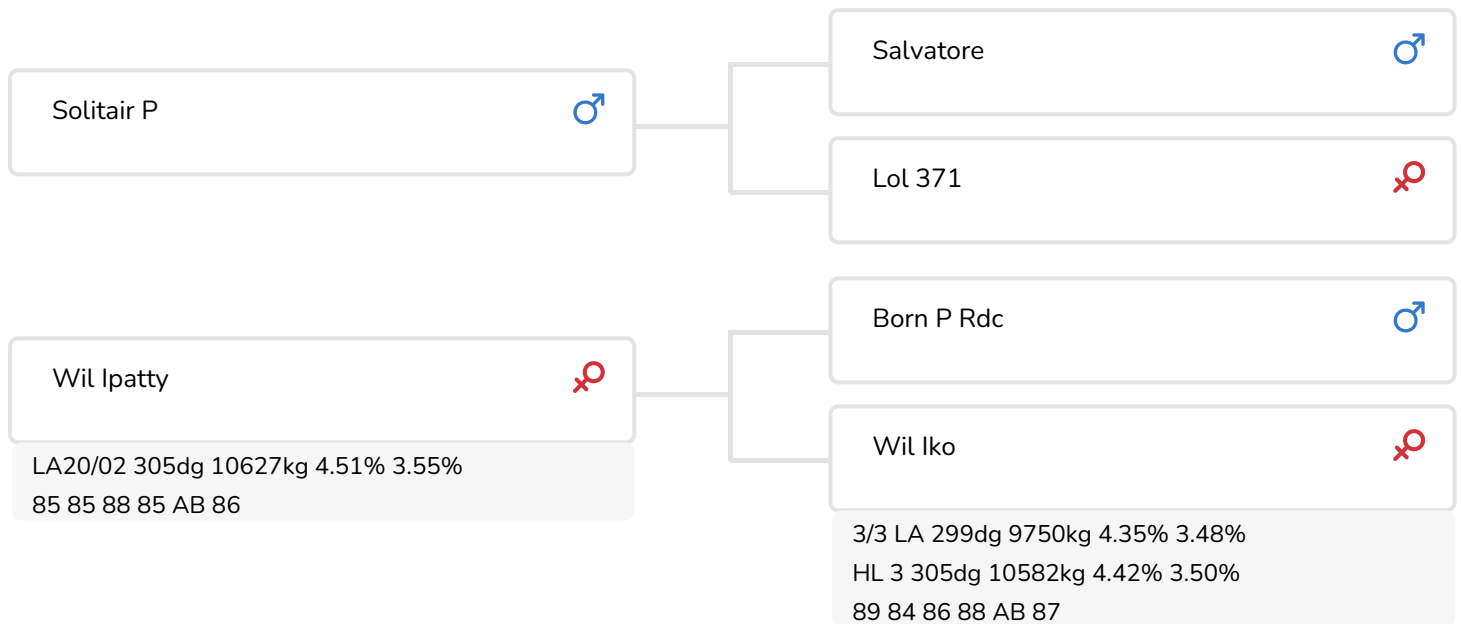 Solitair P
Salvatore
Lol 371
Wil Ipatty
LA20/02 305dg 10627kg 4.51% 3.55%
85 85 88 85 AB 86
Born P Rdc
Wil Iko
3/3 LA 299dg 9750kg 4.35% 3.48%
HL 3 305dg 10582kg 4.42% 3.50%
89 84 86 88 AB 87